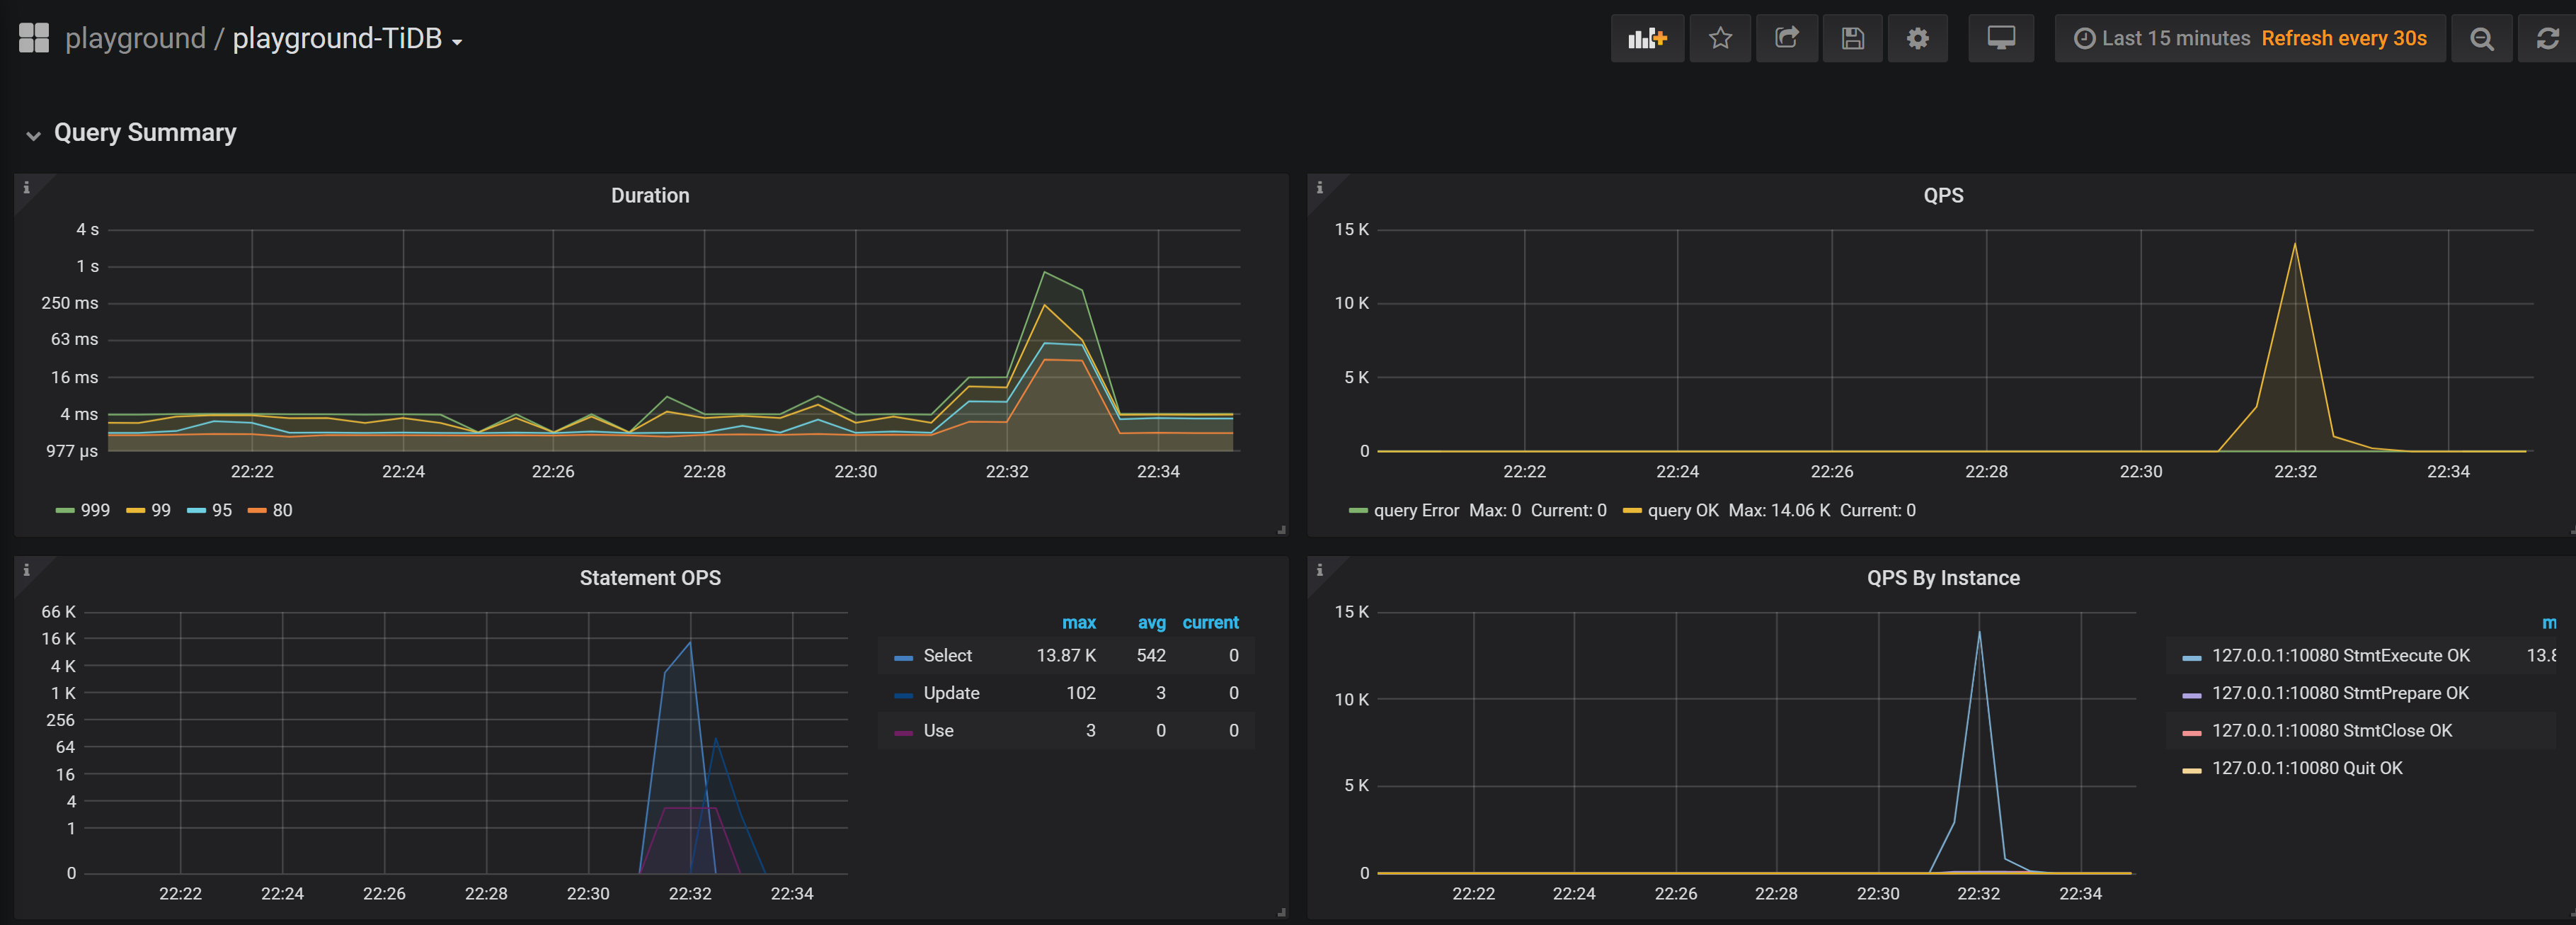 playground / playground-TiDB
Last 15 minutes Refresh every 30s
Query Summary
Duration
4 s
1 s
250 ms
63 ms
16 ms
4 ms
977 µs
22:22 22:24 22:26 22:28 22:30 22:32 22:34
999 99 95 80
QPS
15 K
10 K
5 K
0
22:22 22:24 22:26 22:28 22:30 22:32 22:34
query Error Max: 0 Current: 0 query OK Max: 14.06 K Current: 0
Statement OPS
66 K
16 K
4 K
1 K
256
64
16
4
1
0
22:22 22:24 22:26 22:28 22:30 22:32 22:34
max avg current
Select 13.87 K 542 0
Update 102 3 0
Use 3 0 0
QPS By Instance
15 K
10 K
5 K
0
22:22 22:24 22:26 22:28 22:30 22:32 22:34
127.0.0.1:10080 StmtExecute OK
127.0.0.1:10080 StmtPrepare OK
127.0.0.1:10080 StmtClose OK
127.0.0.1:10080 Quit OK